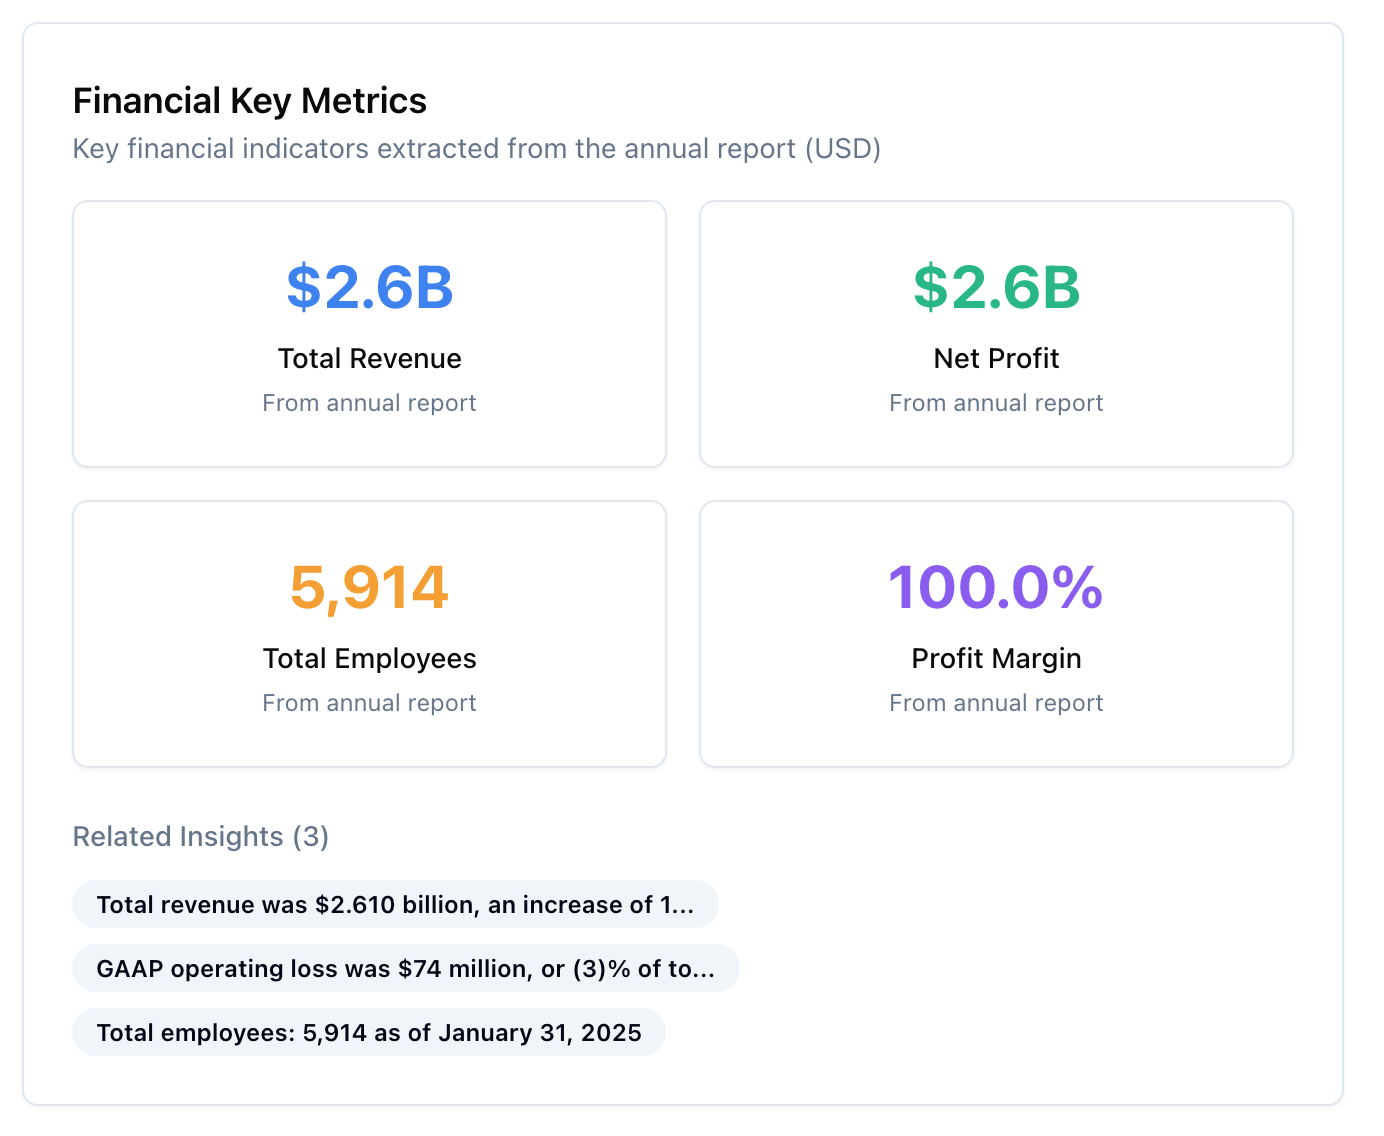 Financial Key Metrics
Key financial indicators extracted from the annual report (USD)
$2.6B
Total Revenue
From annual report
$2.6B
Net Profit
From annual report
5,914
Total Employees
From annual report
100.0%
Profit Margin
From annual report
Related Insights (3)
Total revenue was $2.610 billion, an increase of 1...
GAAP operating loss was $74 million, or (3)% of to...
Total employees: 5,914 as of January 31, 2025